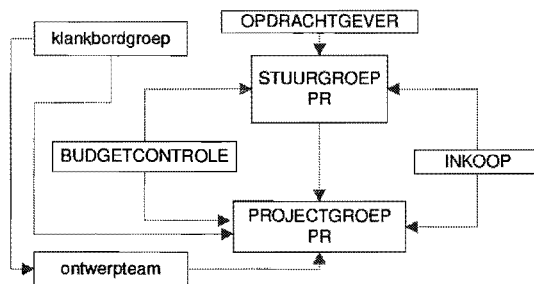 OPDRACHTGEVER
klankbordgroep
STUURGROEP
PR
BUDGETCONTROLE
INKOOP
PROJECTGROEP
PR
ontwerpteam